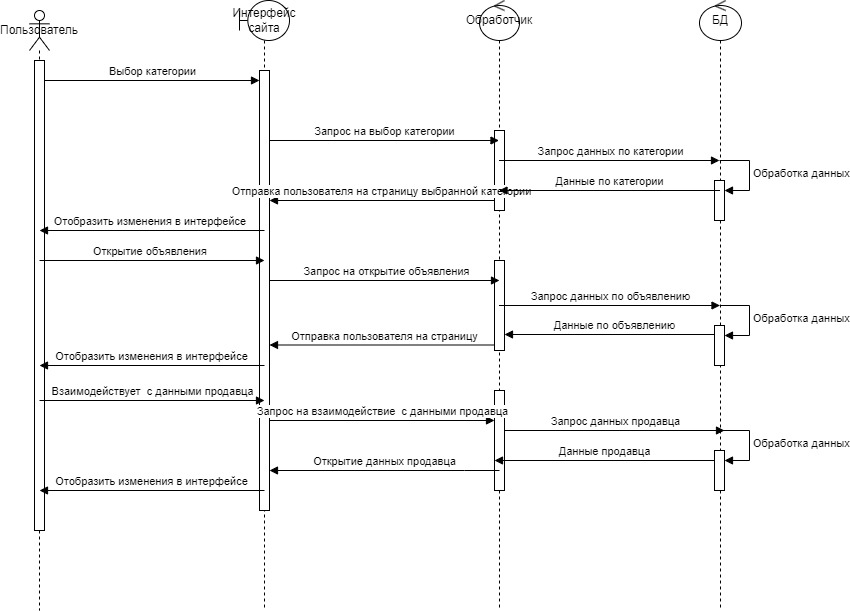 Пользователь
Интерфейс
сайта
Обработчик
БД
Выбор категории
Запрос на выбор категории
Запрос данных по категории
Обработка данных
Данные по категории
Отправка пользователя на страницу выбранной категории
Отобразить изменения в интерфейсе
Открытие объявления
Запрос на открытие объявления
Запрос данных по объявлению
Обработка данных
Данные по объявлению
Отправка пользователя на страницу
Отобразить изменения в интерфейсе
Взаимодействует с данными продавца
Запрос на взаимодействие с данными продавца
Запрос данных продавца
Обработка данных
Данные продавца
Открытие данных продавца
Отобразить изменения в интерфейсе